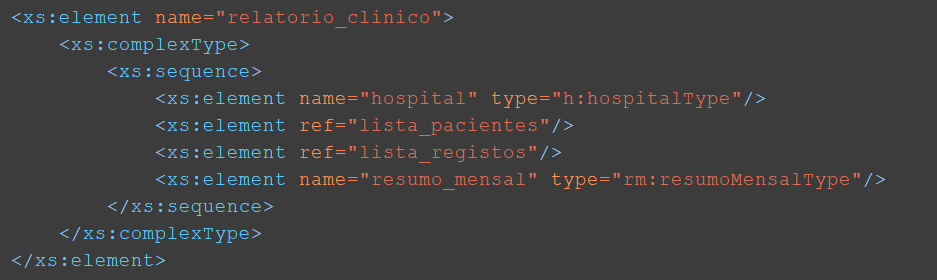 <xs:element name="relatorio_clinico">
<xs:complexType>
<xs:sequence>
<xs:element name="hospital" type="h:hospitalType"/>
<xs:element ref="lista_pacientes"/>
<xs:element ref="lista_registos"/>
<xs:element name="resumo_mensal" type="rm:resumoMensalType"/>
</xs:sequence>
</xs:complexType>
</xs:element>